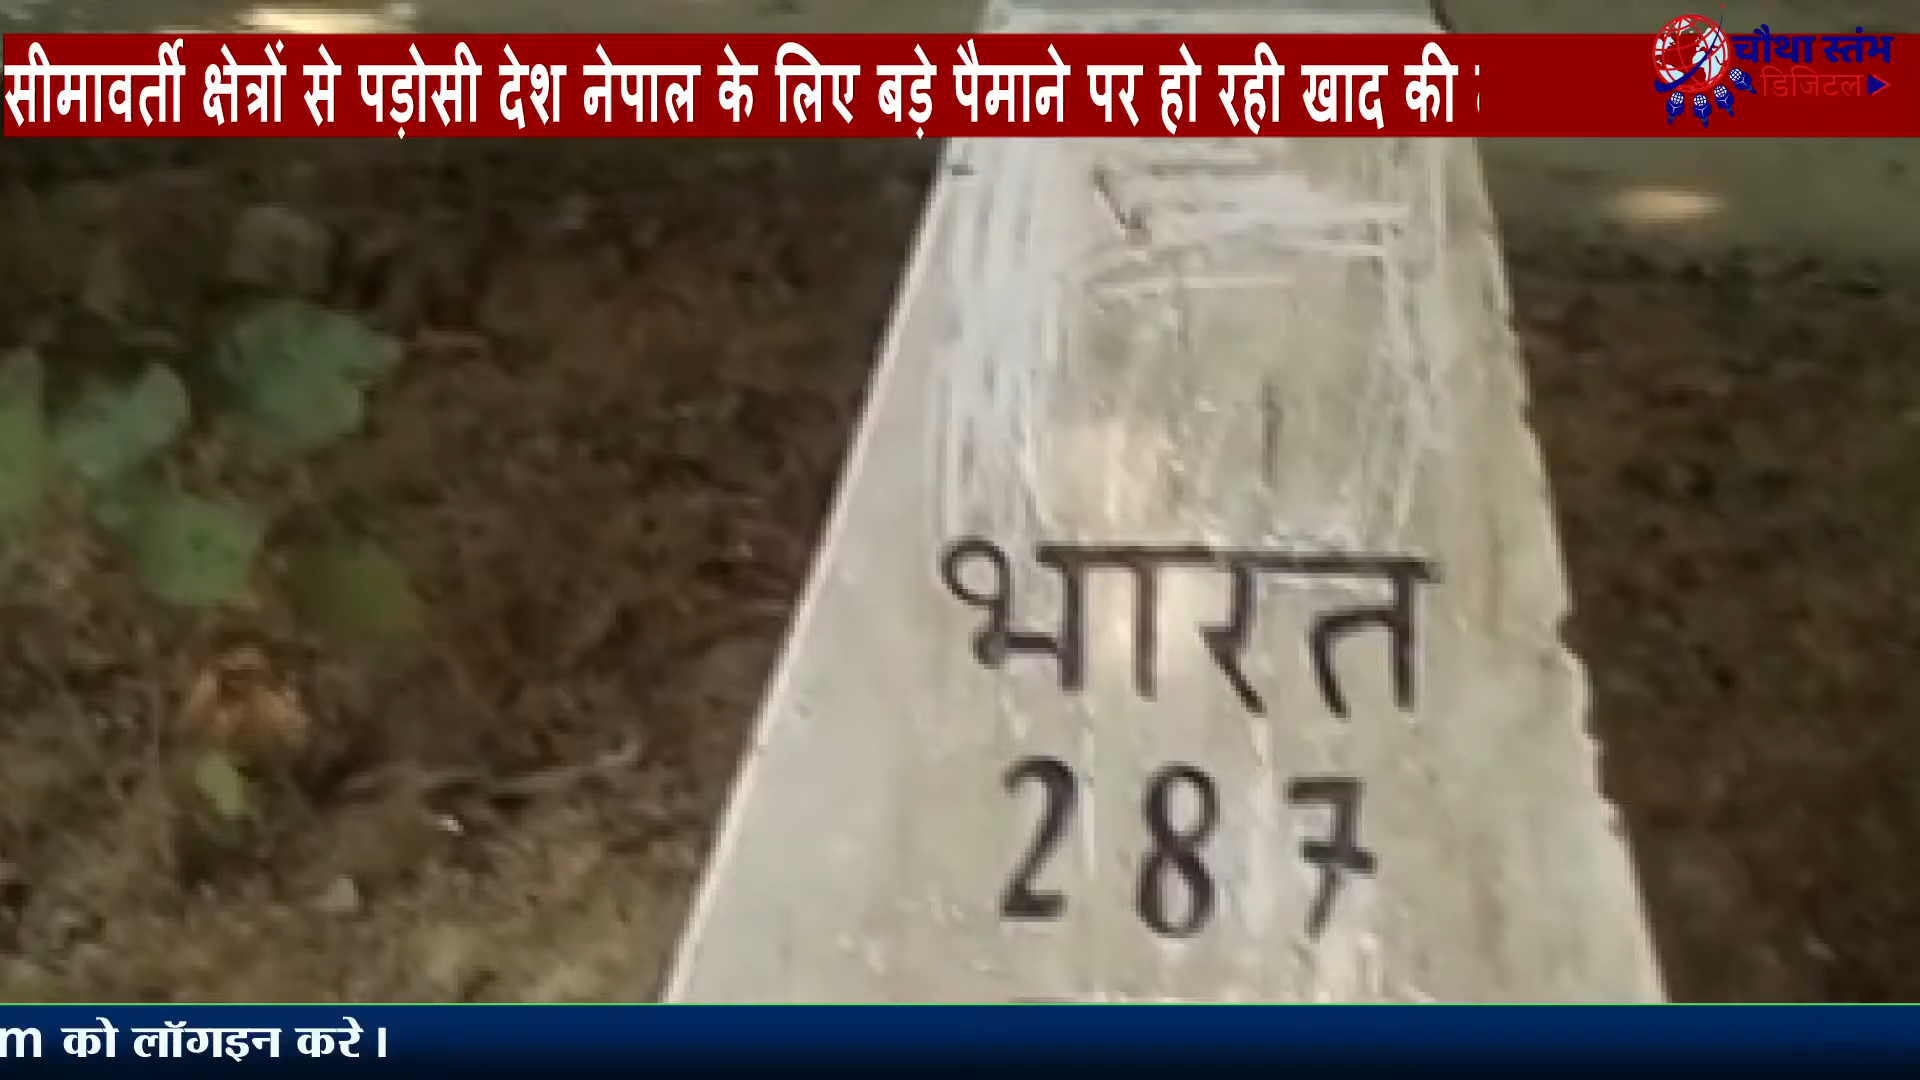 सीमावर्ती क्षेत्रों से पड़ोसी देश नेपाल के लिए बड़े पैमाने पर हो रही खाद की
चौथा स्तंभ
डिजिटल
भारत
287
m को लॉगइन करे।